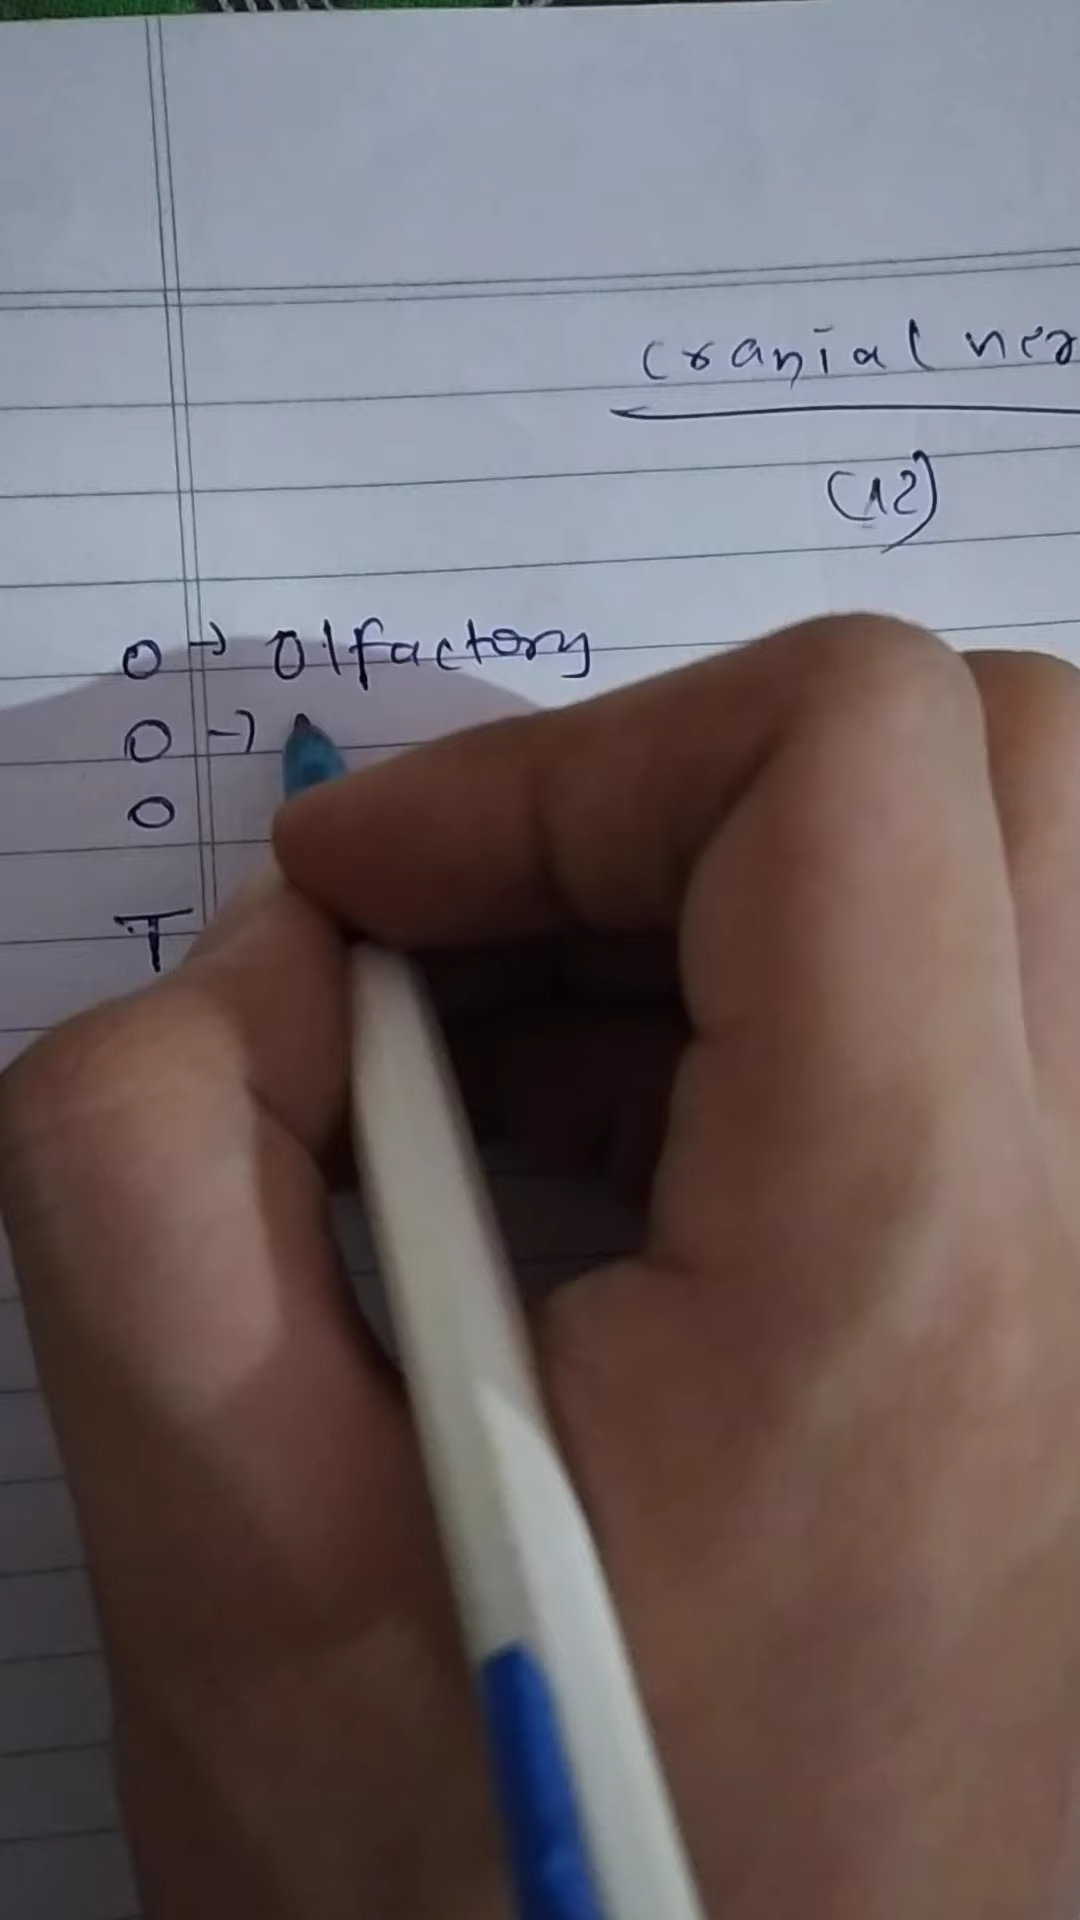 Cranial ner
(12)
O → Olfactory
O →
O
T